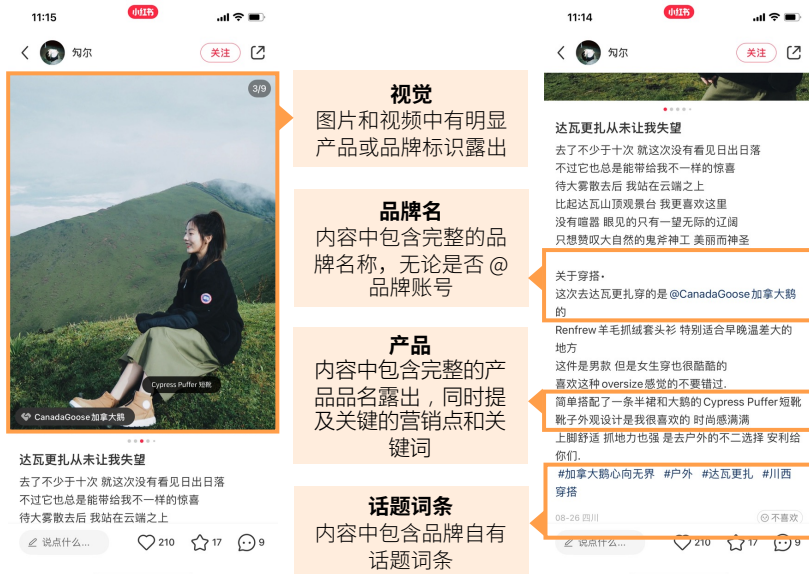 11:15
小红书
匀尔
关注
3/9
Cypress Puffer 短靴
CanadaGoose加拿大鹅
达瓦更扎从未让我失望
去了不少于十次 就这次没有看见日出日落
不过它也总是能带给我不一样的惊喜
待大雾散去后 我站在云端之上
说点什么...
210
17
9
视觉
图片和视频中有明显
产品或品牌标识露出
品牌名
内容中包含完整的品
牌名称，无论是否 @
品牌账号
产品
内容中包含完整的产
品品名露出，同时提
及关键的营销点和关
键词
话题词条
内容中包含品牌自有
话题词条
11:14
小红书
匀尔
关注
达瓦更扎从未让我失望
去了不少于十次 就这次没有看见日出日落
不过它也总是能带给我不一样的惊喜
待大雾散去后 我站在云端之上
比起达瓦山顶观景台 我更喜欢这里
没有喧嚣 眼见的只有一望无际的辽阔
只想赞叹大自然的鬼斧神工 美丽而神圣
关于穿搭·
这次去达瓦更扎穿的是 @CanadaGoose加拿大鹅
的
Renfrew羊毛抓绒套头衫 特别适合早晚温差大的
地方
这件是男款 但是女生穿也很酷酷的
喜欢这种oversize感觉的不要错过.
简单搭配了一条半裙和大鹅的Cypress Puffer短靴
靴子外观设计是我很喜欢的 时尚感满满
上脚舒适 抓地力也强 是去户外的不二选择 安利给
你们.
#加拿大鹅心向无界 #户外 #达瓦更扎 #川西
穿搭
08-26 四川
不喜欢
说点什么...
210
17
9